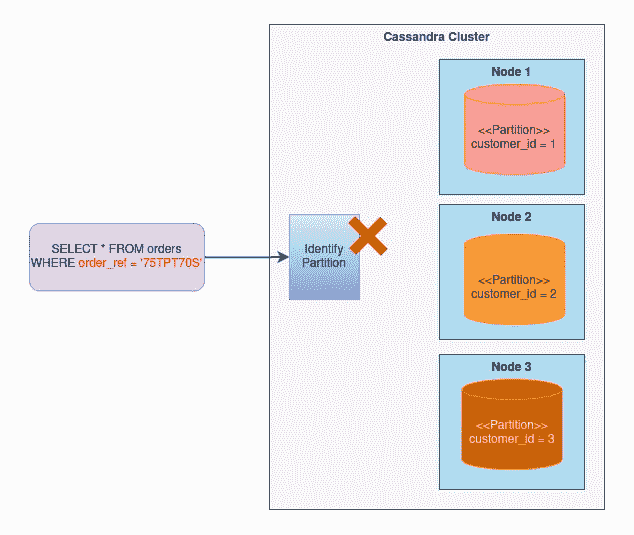 Cassandra Cluster
Node 1
<<Partition>>
customer_id = 1
SELECT * FROM orders
WHERE order_ref = '75TPT70S'
Identify
Partition
Node 2
<<Partition>>
customer_id = 2
Node 3
<<Partition>>
customer_id = 3